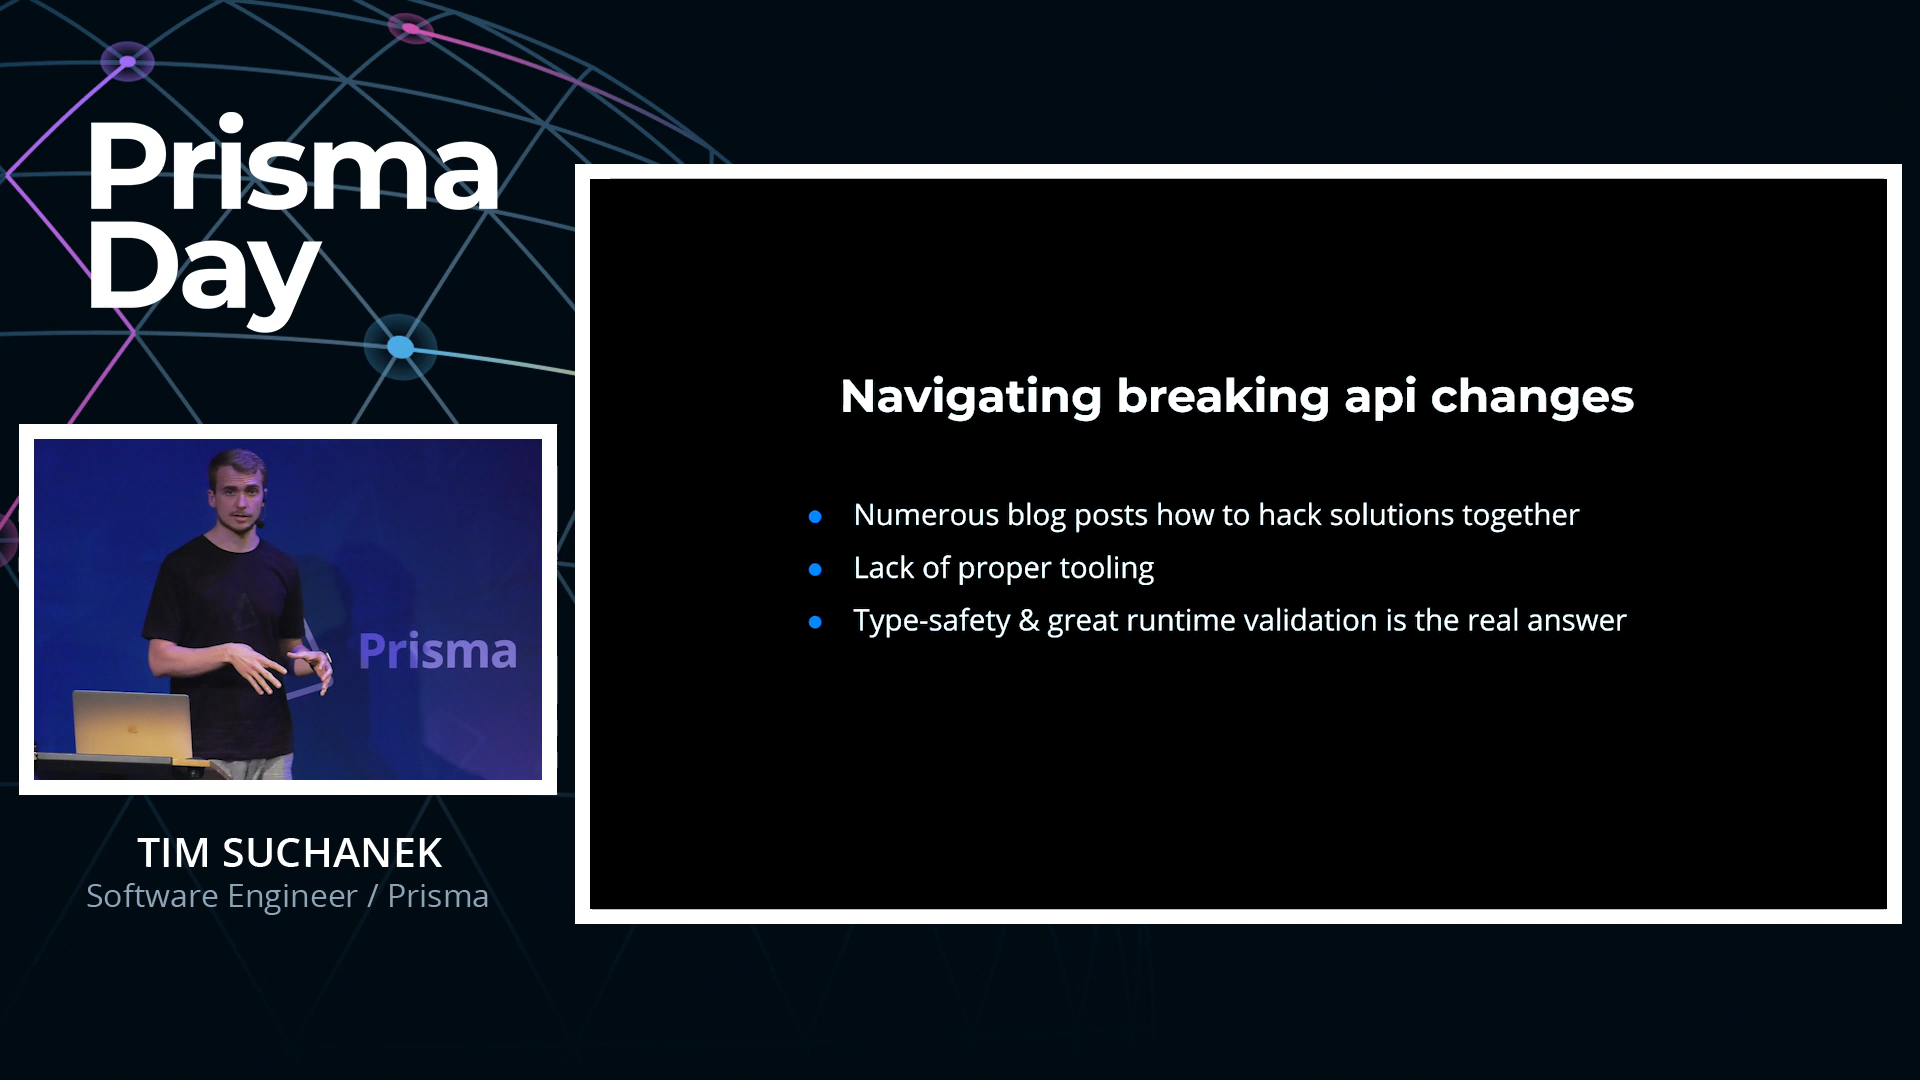 Prisma
Day
Navigating breaking api changes
Numerous blog posts how to hack solutions together
Lack of proper tooling
Type-safety & great runtime validation is the real answer
Prisma
TIM SUCHANEK
Software Engineer / Prisma